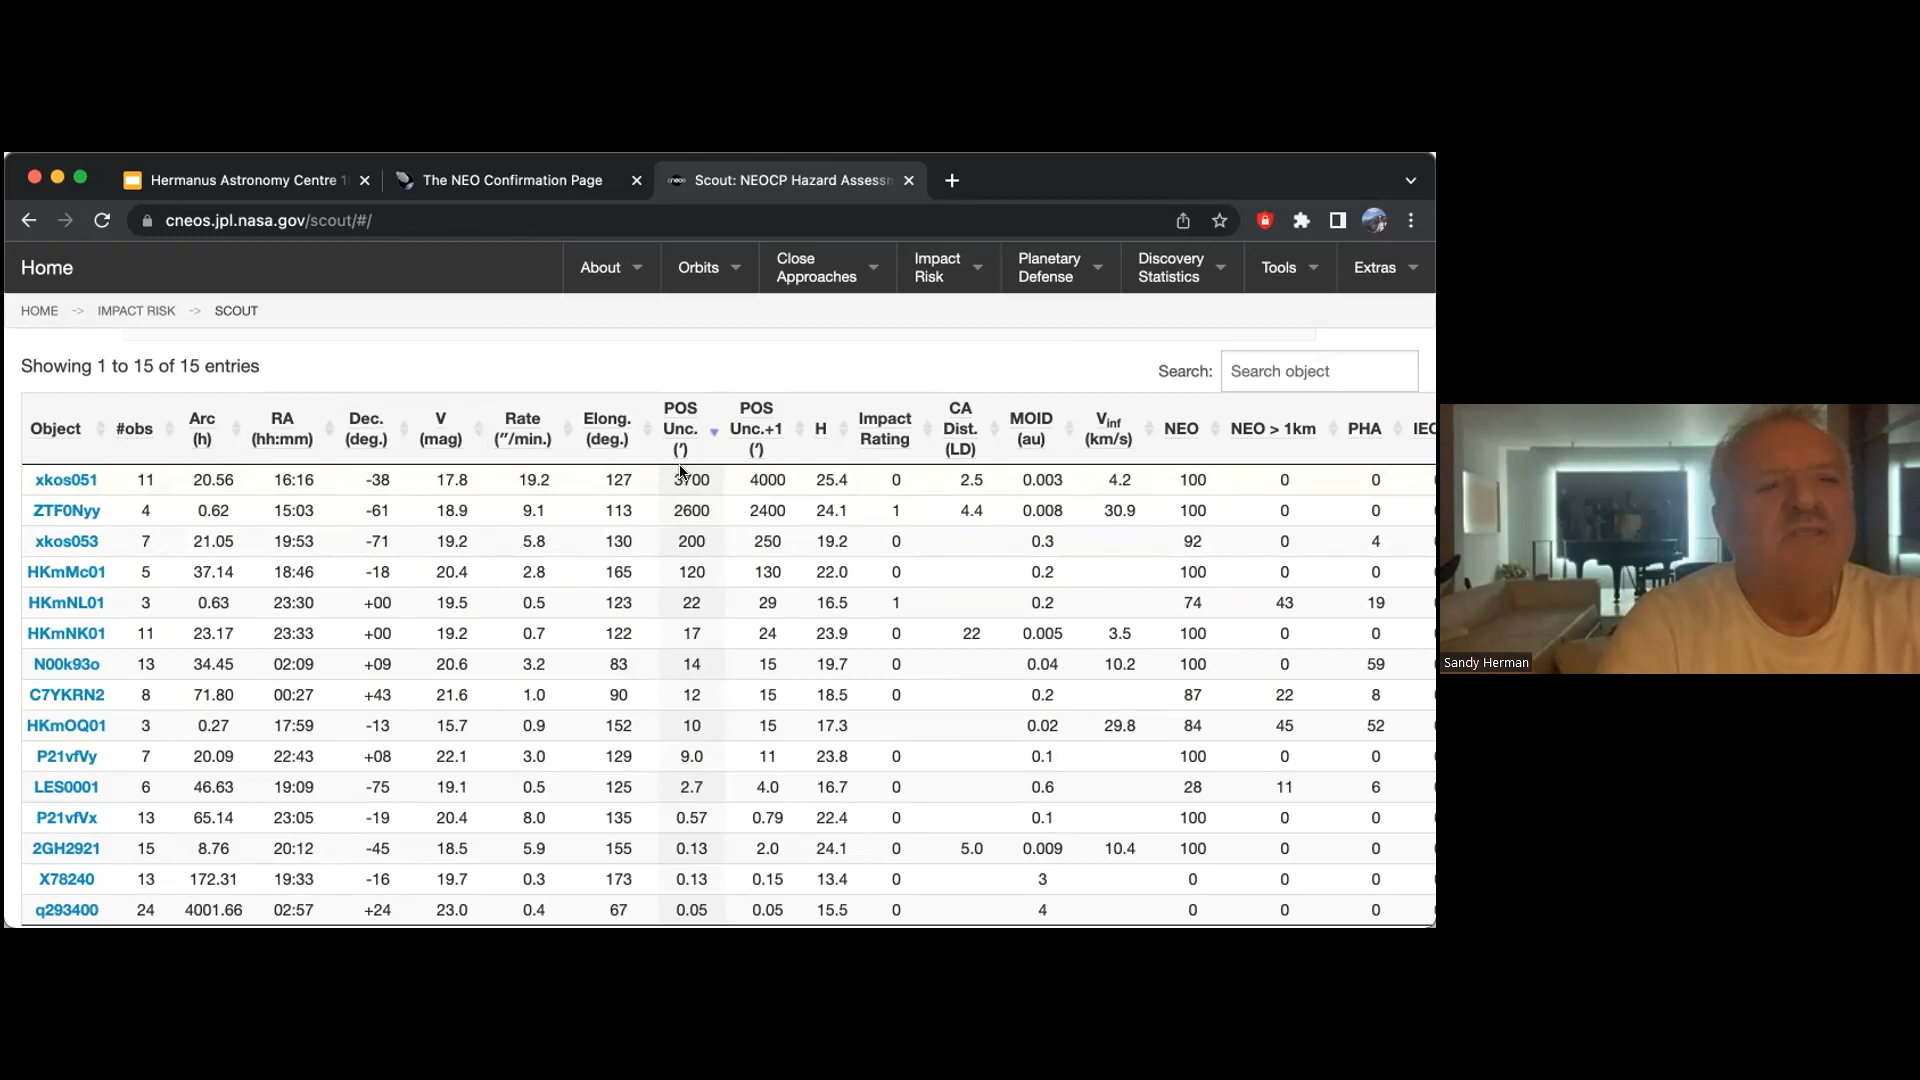 Hermanus Astronomy Centre 1
The NEO Confirmation Page
Scout: NEOCP Hazard Assessm
cneos.jpl.nasa.gov/scout/#/
Home
About
Orbits
Close Approaches
Impact Risk
Planetary Defense
Discovery Statistics
Tools
Extras
HOME -> IMPACT RISK -> SCOUT
Showing 1 to 15 of 15 entries
Search: Search object
Object #obs Arc (h) RA (hh:mm) Dec. (deg.) V (mag) Rate (″/min.) Elong. (deg.) POS Unc. (′) POS Unc.+1 (′) H Impact Rating CA Dist. (LD) MOID (au) Vinf (km/s) NEO NEO > 1km PHA IEO
xkos051 11 20.56 16:16 -38 17.8 19.2 127 3700 4000 25.4 0 2.5 0.003 4.2 100 0 0
ZTF0Nyy 4 0.62 15:03 -61 18.9 9.1 113 2600 2400 24.1 1 4.4 0.008 30.9 100 0 0
xkos053 7 21.05 19:53 -71 19.2 5.8 130 200 250 19.2 0 0.3 92 0 4
HKmMc01 5 37.14 18:46 -18 20.4 2.8 165 120 130 22.0 0 0.2 100 0 0
HKmNL01 3 0.63 23:30 +00 19.5 0.5 123 22 29 16.5 1 0.2 74 43 19
HKmNK01 11 23.17 23:33 +00 19.2 0.7 122 17 24 23.9 0 22 0.005 3.5 100 0 0
N00k93o 13 34.45 02:09 +09 20.6 3.2 83 14 15 19.7 0 0.04 10.2 100 0 59
C7YKRN2 8 71.80 00:27 +43 21.6 1.0 90 12 15 18.5 0 0.2 87 22 8
HKmOQ01 3 0.27 17:59 -13 15.7 0.9 152 10 15 17.3 0.02 29.8 84 45 52
P21vfVy 7 20.09 22:43 +08 22.1 3.0 129 9.0 11 23.8 0 0.1 100 0 0
LES0001 6 46.63 19:09 -75 19.1 0.5 125 2.7 4.0 16.7 0 0.6 28 11 6
P21vfVx 13 65.14 23:05 -19 20.4 8.0 135 0.57 0.79 22.4 0 0.1 100 0 0
2GH2921 15 8.76 20:12 -45 18.5 5.9 155 0.13 2.0 24.1 0 5.0 0.009 10.4 100 0 0
X78240 13 172.31 19:33 -16 19.7 0.3 173 0.13 0.15 13.4 0 3 0 0 0
q293400 24 4001.66 02:57 +24 23.0 0.4 67 0.05 0.05 15.5 0 4 0 0 0
Sandy Herman